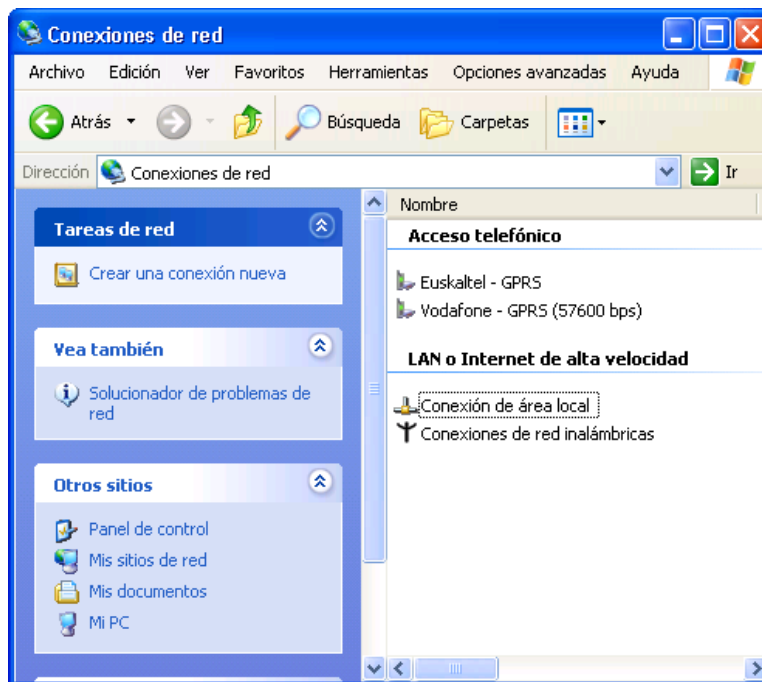 Conexiones de red
Archivo Edición Ver Favoritos Herramientas Opciones avanzadas Ayuda
Atrás Búsqueda Carpetas
Dirección Conexiones de red Ir
Tareas de red
Crear una conexión nueva
Vea también
Solucionador de problemas de
red
Otros sitios
Panel de control
Mis sitios de red
Mis documentos
Mi PC
Nombre
Acceso telefónico
Euskaltel - GPRS
Vodafone - GPRS (57600 bps)
LAN o Internet de alta velocidad
Conexión de área local
Conexiones de red inalámbricas